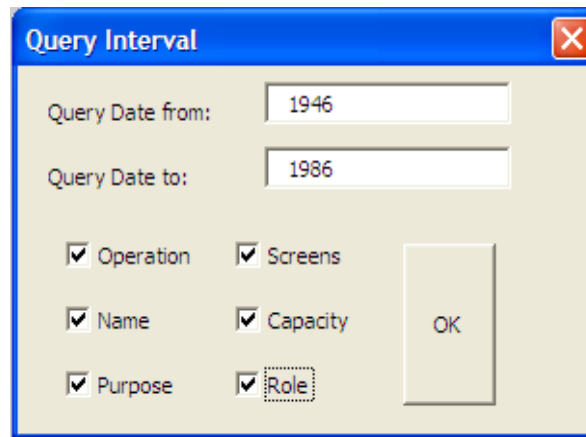 Query Interval
Query Date from: 1946
Query Date to: 1986
Operation Screens
Name Capacity OK
Purpose Role